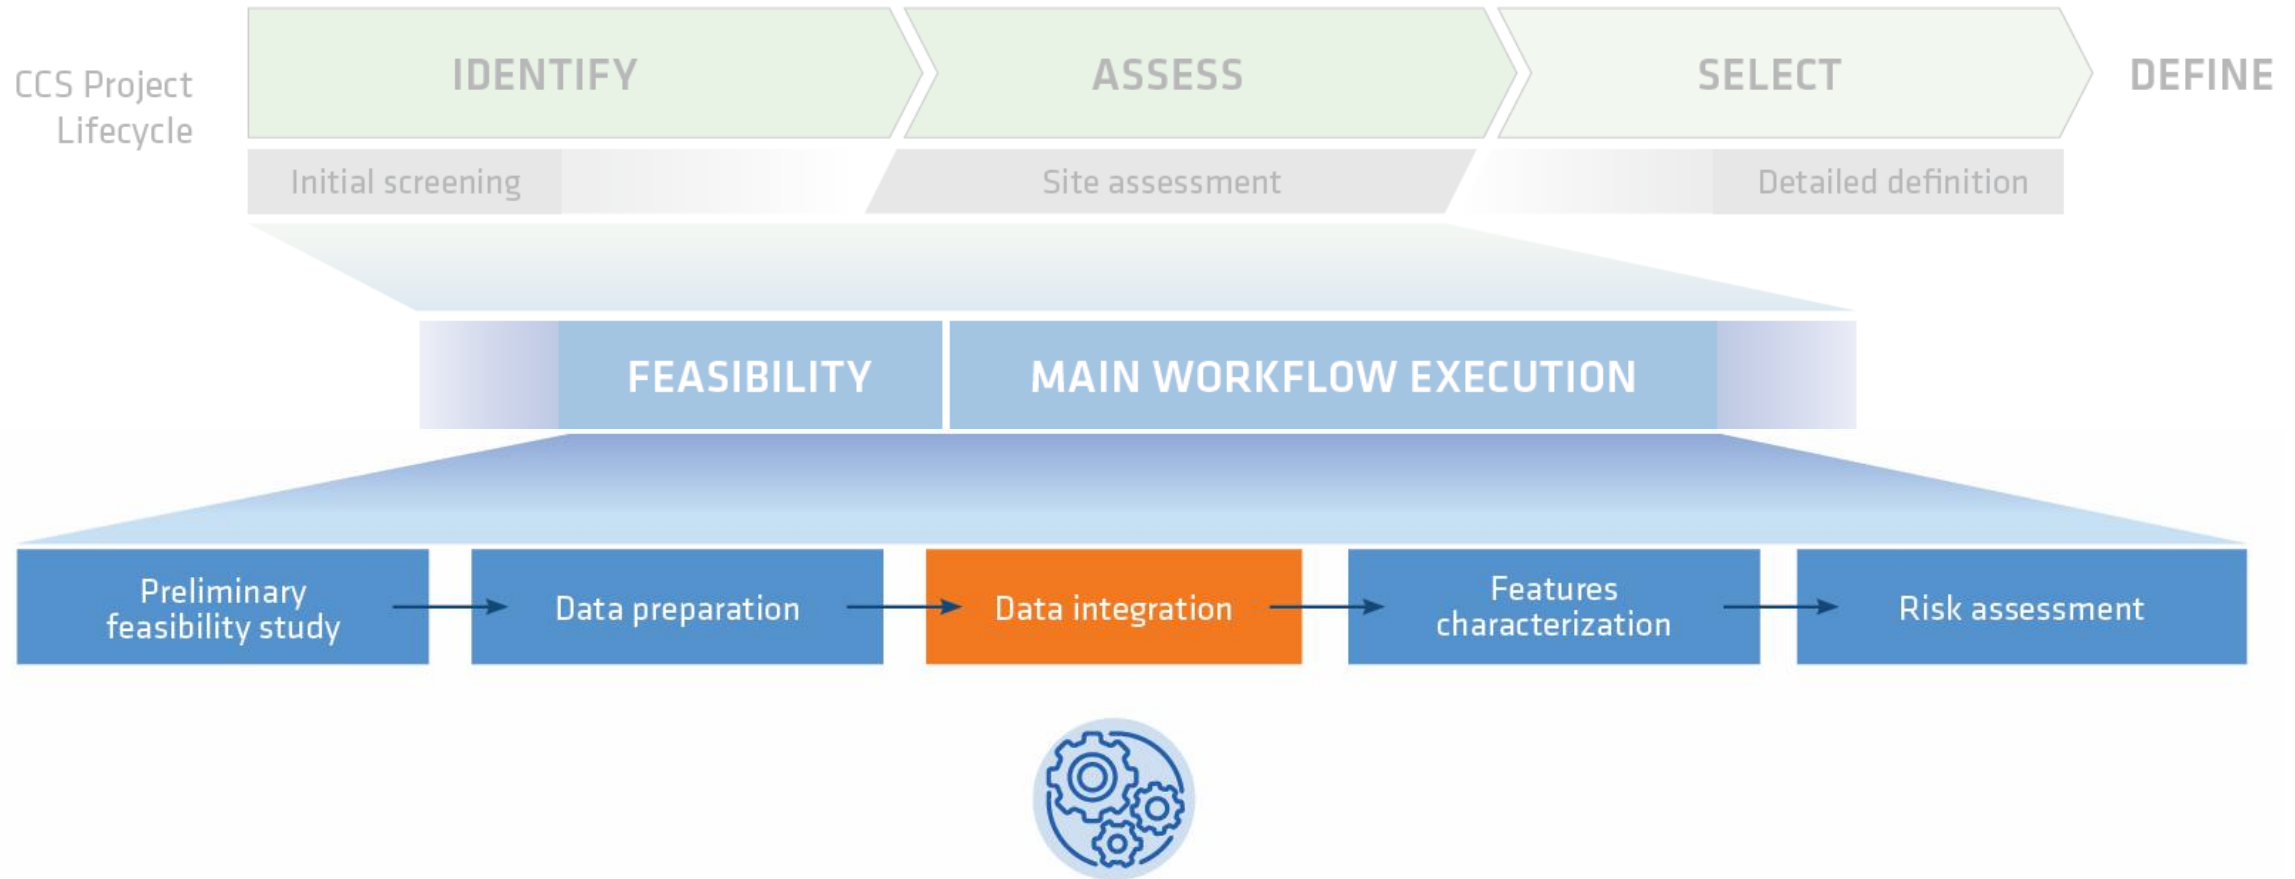 CCS Project
Lifecycle
IDENTIFY
ASSESS
SELECT
DEFINE
Initial screening
Site assessment
Detailed definition
FEASIBILITY
MAIN WORKFLOW EXECUTION
Preliminary
feasibility study
Data preparation
Data integration
Features
characterization
Risk assessment